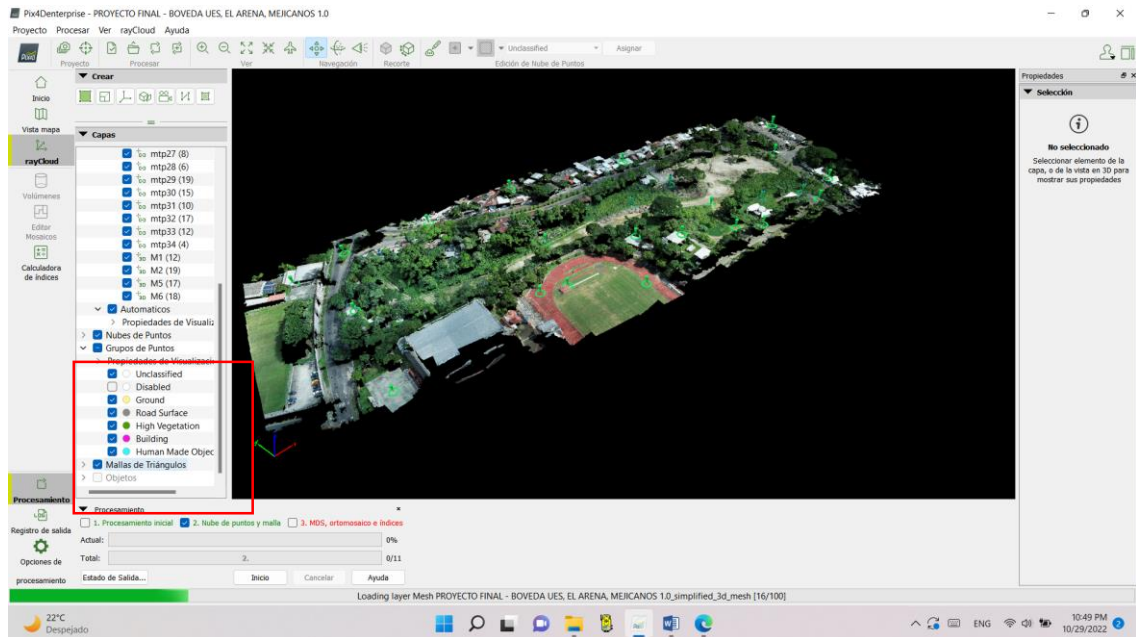 Pix4Denterprise - PROYECTO FINAL - BOVEDA UES, EL ARENA, MEJICANOS 1.0
Proyecto Procesar Ver rayCloud Ayuda
Unclassified Asignar
Proyecto Procesar Ver Navegación Recorte Edición de Nube de Puntos
Inicio
Vista mapa
rayCloud
Volúmenes
Editor
Mosaicos
Calculadora
de índices
Procesamiento
Registro de salida
Opciones de
procesamiento
Crear
Capas
mtp27 (8)
mtp28 (6)
mtp29 (19)
mtp30 (15)
mtp31 (10)
mtp32 (17)
mtp33 (12)
mtp34 (4)
M1 (12)
M2 (19)
M5 (17)
M6 (18)
Automaticos
Propiedades de Visualiz
Nubes de Puntos
Grupos de Puntos
Propiedades de Visualizaci
Unclassified
Disabled
Ground
Road Surface
High Vegetation
Building
Human Made Objec
Mallas de Triángulos
Objetos
Propiedades
Selección
No seleccionado
Seleccionar elemento de la
capa, o de la vista en 3D para
mostrar sus propiedades
Procesamiento
1. Procesamiento inicial 2. Nube de puntos y malla 3. MDS, ortomosaico e índices
Actual: 0%
Total: 2. 0/11
Estado de Salida... Inicio Cancelar Ayuda
Loading layer Mesh PROYECTO FINAL - BOVEDA UES, EL ARENA, MEJICANOS 1.0_simplified_3d_mesh [16/100]
22°C
Despejado
ENG
10:49 PM
10/29/2022
2